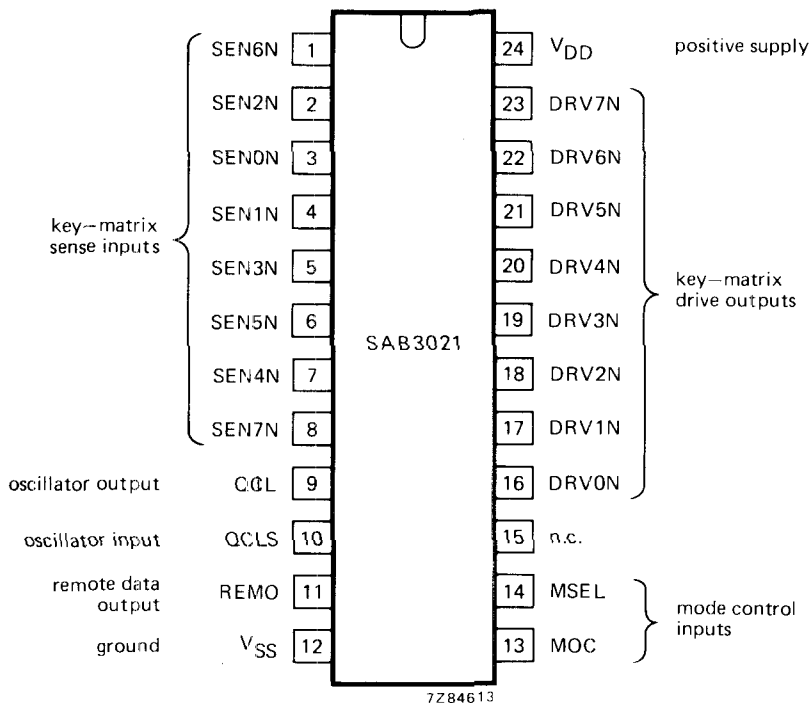 SEN6N 1
24 VDD positive supply
SEN2N 2
23 DRV7N
SEN0N 3
22 DRV6N
SEN1N 4
21 DRV5N
key-matrix
sense inputs
SEN3N 5
20 DRV4N
key-matrix
drive outputs
SEN5N 6
19 DRV3N
SAB3021
SEN4N 7
18 DRV2N
SEN7N 8
17 DRV1N
oscillator output OCL 9
16 DRV0N
oscillator input OCLS 10
15 n.c.
remote data
output
REMO 11
14 MSEL
mode control
inputs
ground VSS 12
13 MOC
7Z84613